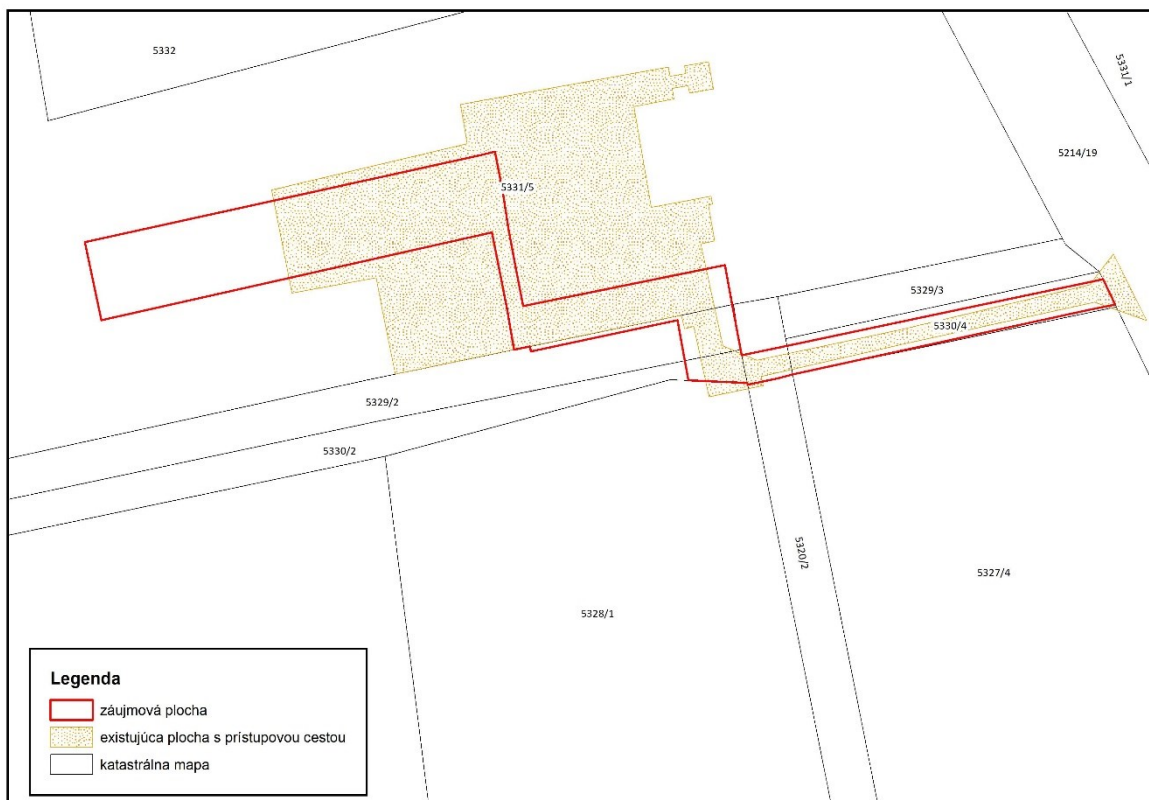 5332
5331/1
5214/19
5331/5
5329/3
5330/4
5329/2
5330/2
5320/2
5327/4
5328/1
Legenda
záujmová plocha
existujúca plocha s prístupovou cestou
katastrálna mapa